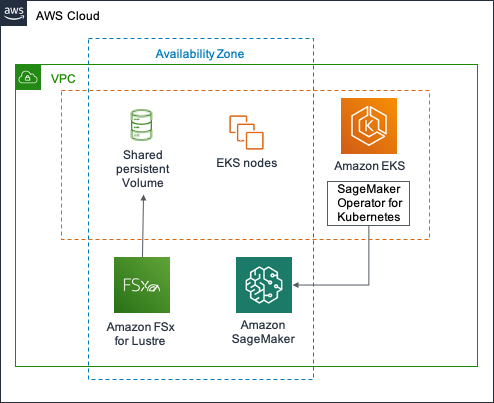 aws
AWS Cloud
Availability Zone
VPC
Shared
persistent
Volume
EKS nodes
Amazon EKS
SageMaker
Operator for
Kubernetes
FSx
Amazon FSx
for Lustre
Amazon
SageMaker